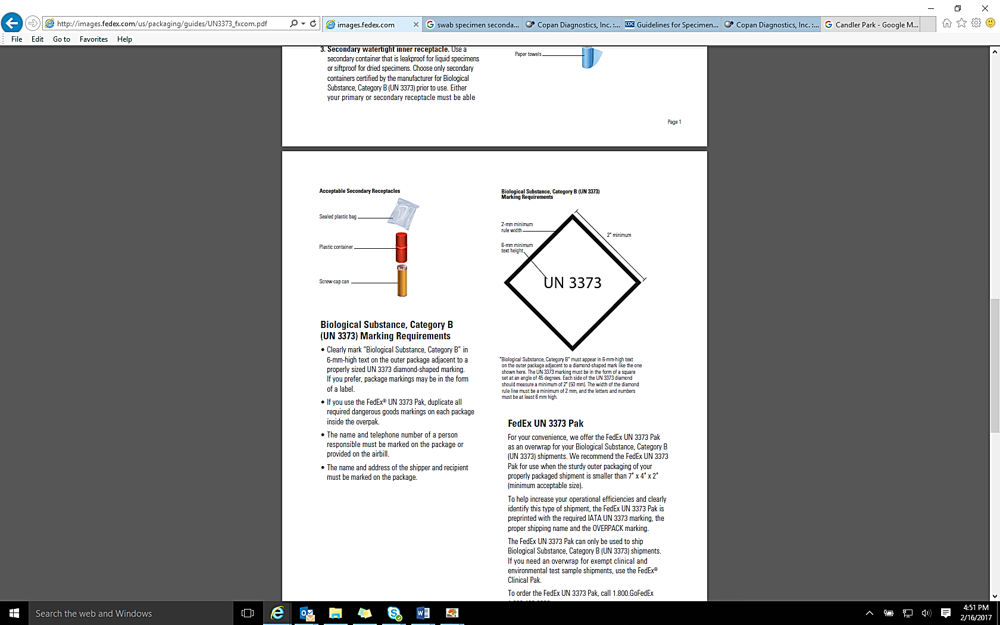 http://images.fedex.com/us/packaging/guides/UN3373_fxcom.pdf
images.fedex.com
swab specimen seconda...
Copan Diagnostics, Inc. :...
CDC Guidelines for Specimen...
Copan Diagnostics, Inc. :...
Candler Park - Google M...
File Edit Go to Favorites Help
3. Secondary watertight inner receptacle. Use a
secondary container that is leakproof for liquid specimens
or siftproof for dried specimens. Choose only secondary
containers certified by the manufacturer for Biological
Substance, Category B (UN 3373) prior to use. Either
your primary or secondary receptacle must be able
Paper towels
Page 1
Acceptable Secondary Receptacles
Sealed plastic bag
Plastic container
Screw-cap can
Biological Substance, Category B
(UN 3373) Marking Requirements
• Clearly mark “Biological Substance, Category B” in
6-mm-high text on the outer package adjacent to a
properly sized UN 3373 diamond-shaped marking.
If you prefer, package markings may be in the form
of a label.
• If you use the FedEx® UN 3373 Pak, duplicate all
required dangerous goods markings on each package
inside the overpak.
• The name and telephone number of a person
responsible must be marked on the package or
provided on the airbill.
• The name and address of the shipper and recipient
must be marked on the package.
Biological Substance, Category B (UN 3373)
Marking Requirements
2-mm minimum
rule width
6-mm minimum
text height
2" minimum
UN 3373
“Biological Substance, Category B” must appear in 6-mm-high text
on the outer package adjacent to a diamond-shaped mark like the one
shown here. The UN 3373 marking must be in the form of a square
set at an angle of 45 degrees. Each side of the UN 3373 diamond
should measure a minimum of 2" (50 mm). The width of the diamond
rule line must be a minimum of 2 mm, and the letters and numbers
must be at least 6 mm high.
FedEx UN 3373 Pak
For your convenience, we offer the FedEx UN 3373 Pak
as an overwrap for your Biological Substance, Category B
(UN 3373) shipments. We recommend the FedEx UN 3373
Pak for use when the sturdy outer packaging of your
properly packaged shipment is smaller than 7" x 4" x 2"
(minimum acceptable size).
To help increase your operational efficiencies and clearly
identify this type of shipment, the FedEx UN 3373 Pak is
preprinted with the required IATA UN 3373 marking, the
proper shipping name and the OVERPACK marking.
The FedEx UN 3373 Pak can only be used to ship
Biological Substance, Category B (UN 3373) shipments.
If you need an overwrap for exempt clinical and
environmental test sample shipments, use the FedEx®
Clinical Pak.
To order the FedEx UN 3373 Pak, call 1.800.GoFedEx
Search the web and Windows
4:51 PM
2/16/2017